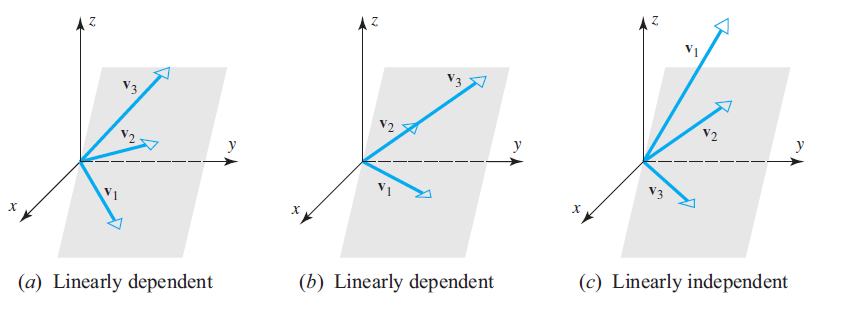 z
v₃
v₂
y
v₁
x
(a) Linearly dependent
z
v₃
v₂
y
v₁
x
(b) Linearly dependent
z
v₁
v₂
y
v₃
x
(c) Linearly independent